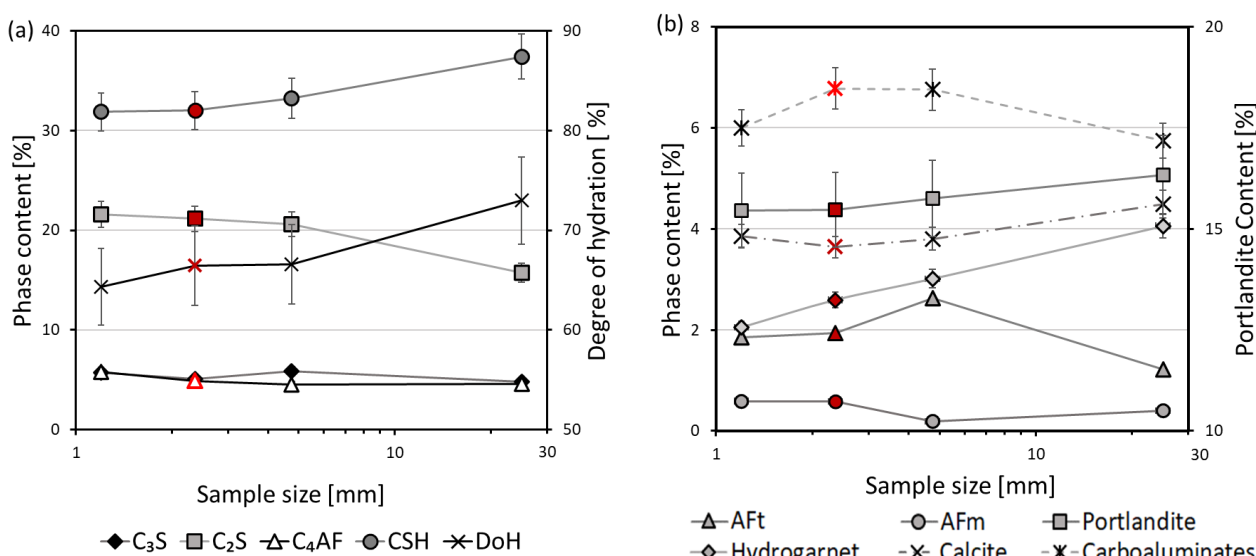 (a)
40
30
20
10
0
Phase content [%]
90
80
70
60
50
Degree of hydration [ %]
1
10
30
Sample size [mm]
C₃S C₂S C₄AF CSH DoH
(b)
8
6
4
2
0
Phase content [%]
20
15
10
Portlandite Content [%]
1
10
30
Sample size [mm]
AFt AFm Portlandite
Hydrogarnet Calcite Carboaluminates